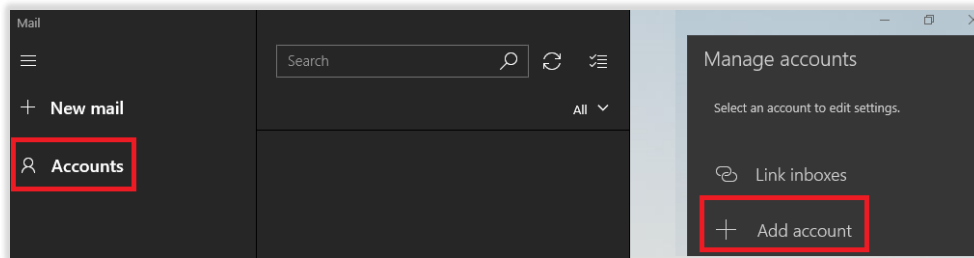 Mail
Search
New mail
All
Accounts
Manage accounts
Select an account to edit settings.
Link inboxes
Add account